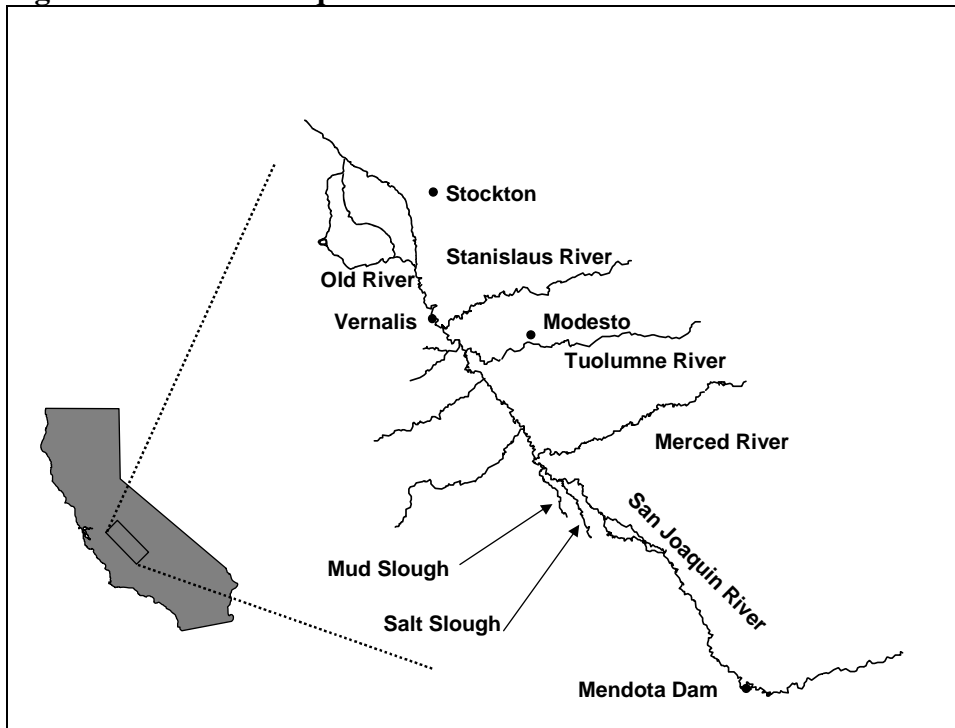 Stockton
Stanislaus River
Old River
Vernalis
Modesto
Tuolumne River
Merced River
San Joaquin River
Mud Slough
Salt Slough
Mendota Dam